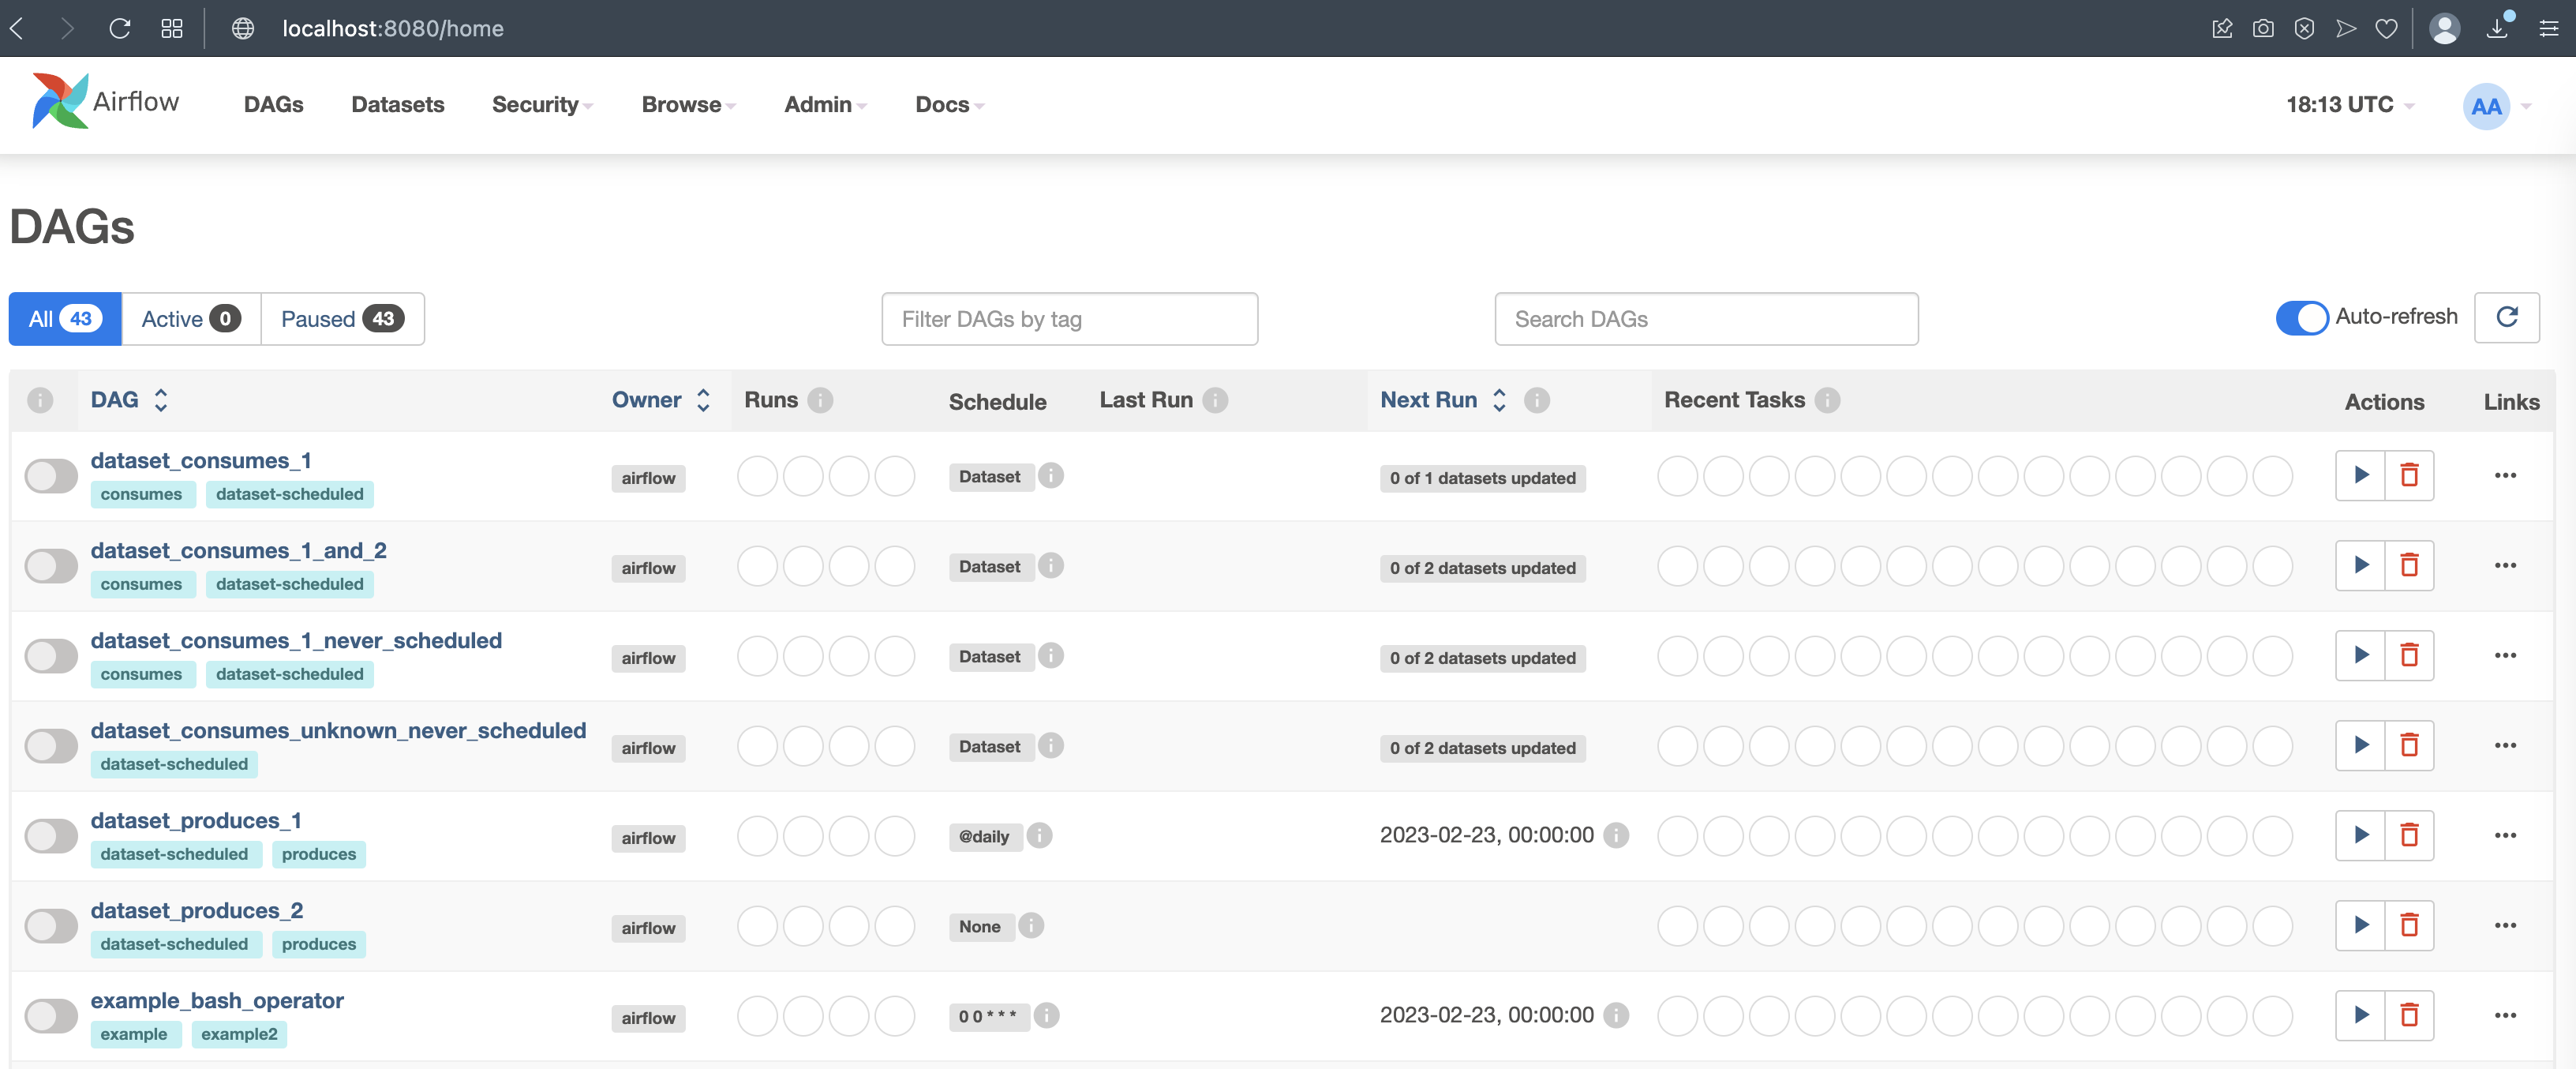 localhost:8080/home
Airflow DAGs Datasets Security Browse Admin Docs 18:13 UTC AA
DAGs
All 43 Active 0 Paused 43 Filter DAGs by tag Search DAGs Auto-refresh
i DAG Owner Runs i Schedule Last Run i Next Run i Recent Tasks i Actions Links
dataset_consumes_1
consumes dataset-scheduled airflow Dataset i 0 of 1 datasets updated
dataset_consumes_1_and_2
consumes dataset-scheduled airflow Dataset i 0 of 2 datasets updated
dataset_consumes_1_never_scheduled
consumes dataset-scheduled airflow Dataset i 0 of 2 datasets updated
dataset_consumes_unknown_never_scheduled
dataset-scheduled airflow Dataset i 0 of 2 datasets updated
dataset_produces_1
dataset-scheduled produces airflow @daily i 2023-02-23, 00:00:00 i
dataset_produces_2
dataset-scheduled produces airflow None i
example_bash_operator
example example2 airflow 0 0 * * * i 2023-02-23, 00:00:00 i